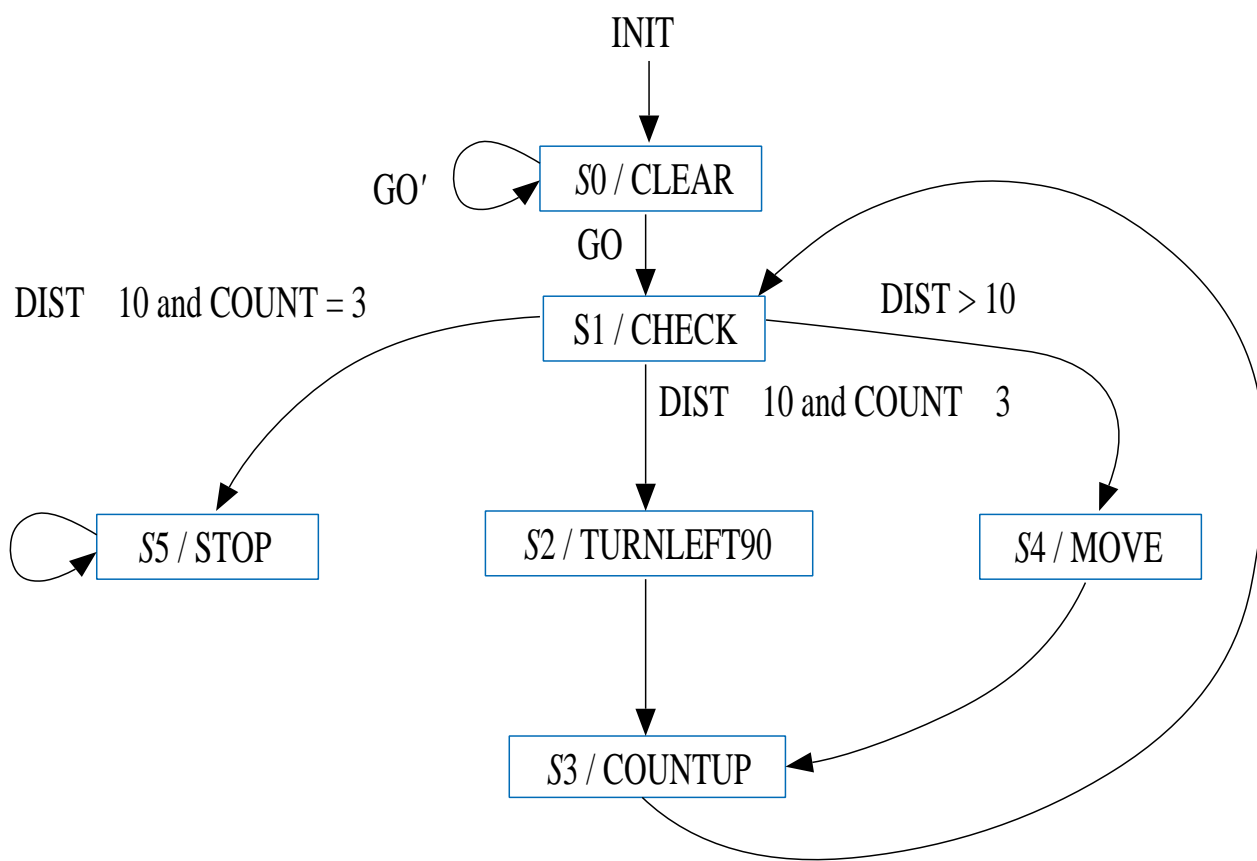 INIT
S0 / CLEAR
GO'
GO
DIST 10 and COUNT = 3
DIST > 10
S1 / CHECK
DIST 10 and COUNT 3
S5 / STOP
S2 / TURNLEFT90
S4 / MOVE
S3 / COUNTUP